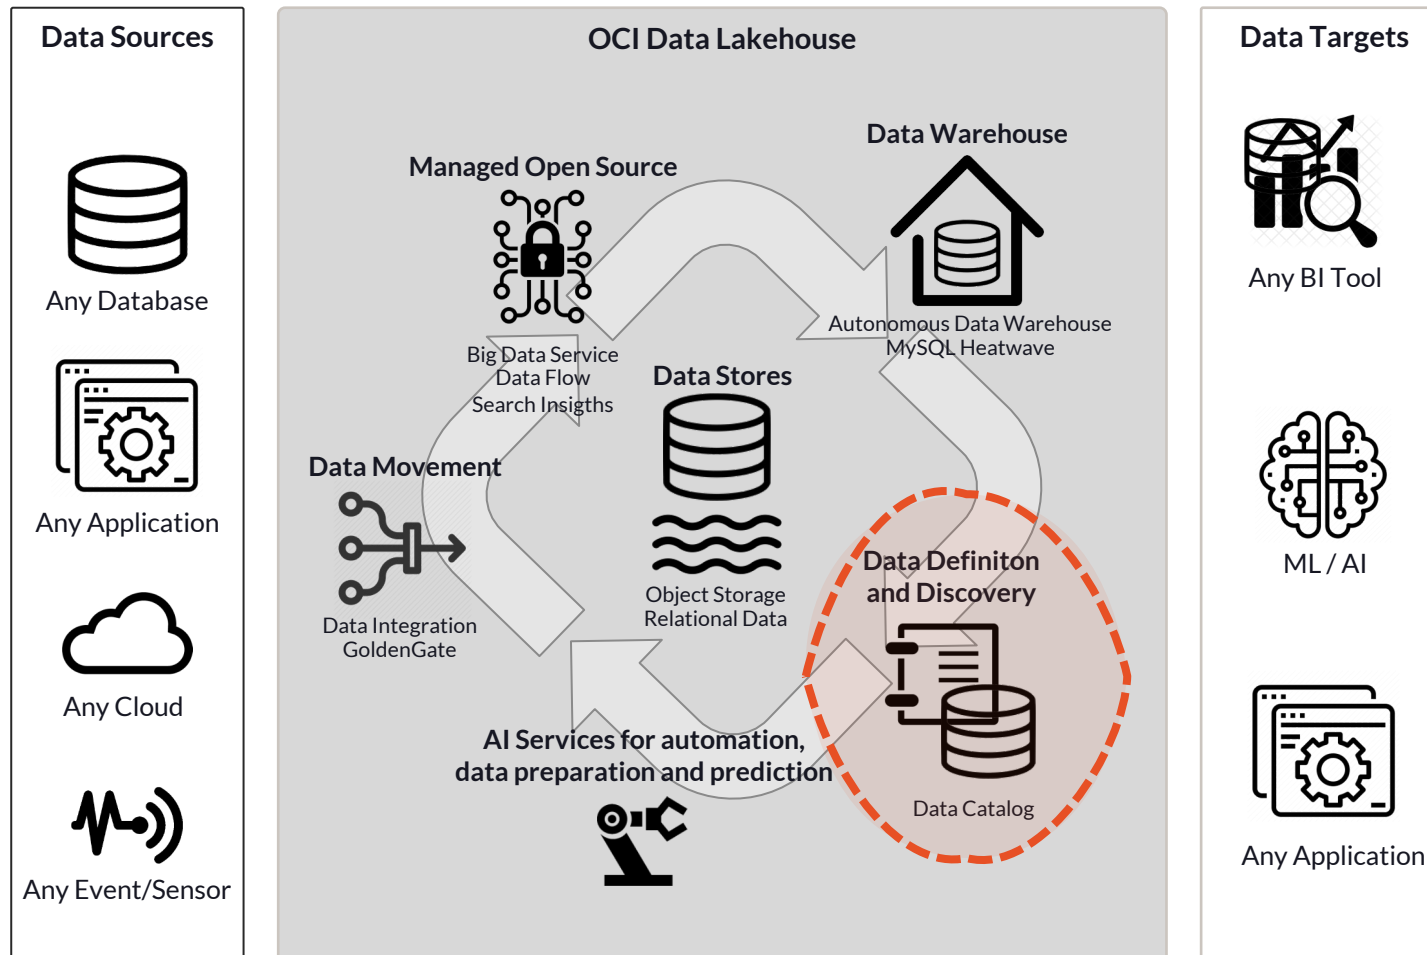 Data Sources
Any Database
Any Application
Any Cloud
Any Event/Sensor
OCI Data Lakehouse
Managed Open Source
Big Data Service
Data Flow
Search Insigths
Data Warehouse
Autonomous Data Warehouse
MySQL Heatwave
Data Stores
Object Storage
Relational Data
Data Movement
Data Integration
GoldenGate
Data Definiton
and Discovery
Data Catalog
AI Services for automation,
data preparation and prediction
Data Targets
Any BI Tool
ML / AI
Any Application